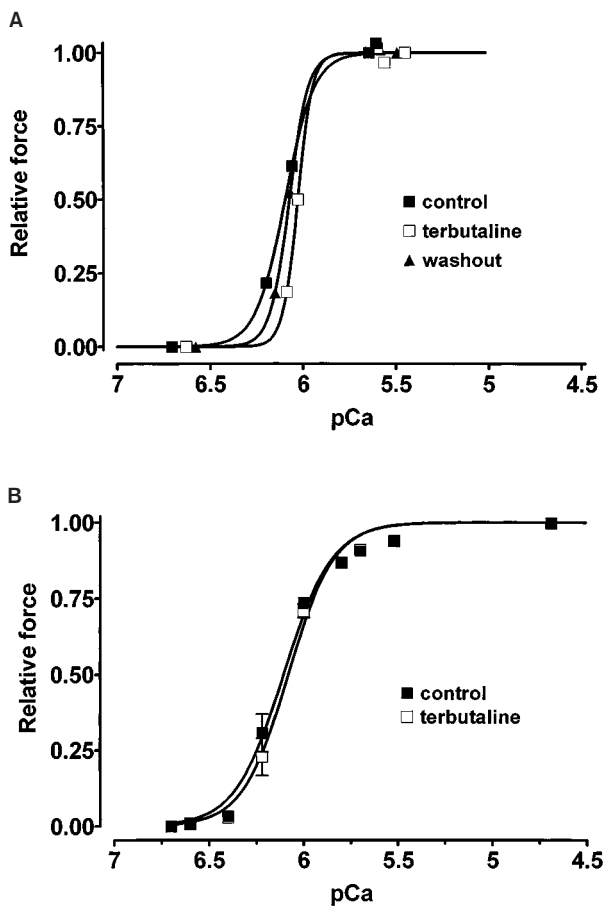 A
1.00
0.75
0.50
0.25
0.00
Relative force
control
terbutaline
washout
7 6.5 6 5.5 5 4.5
pCa
B
1.00
0.75
0.50
0.25
0.00
Relative force
control
terbutaline
7 6.5 6 5.5 5 4.5
pCa